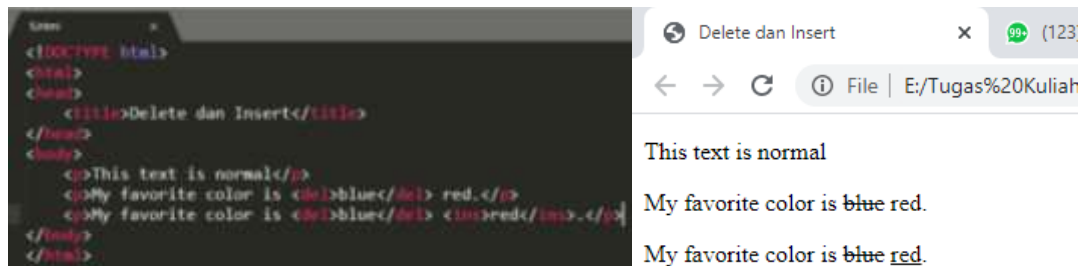 <!DOCTYPE html>
<html>
<head>
<title>Delete dan Insert</title>
</head>
<body>
<p>This text is normal</p>
<p>My favorite color is <del>blue</del> red.</p>
<p>My favorite color is <del>blue</del> <ins>red</ins>.</p>
</body>
</html>
Delete dan Insert
99+ (123)
File | E:/Tugas%20Kuliah
This text is normal
My favorite color is blue red.
My favorite color is blue red.